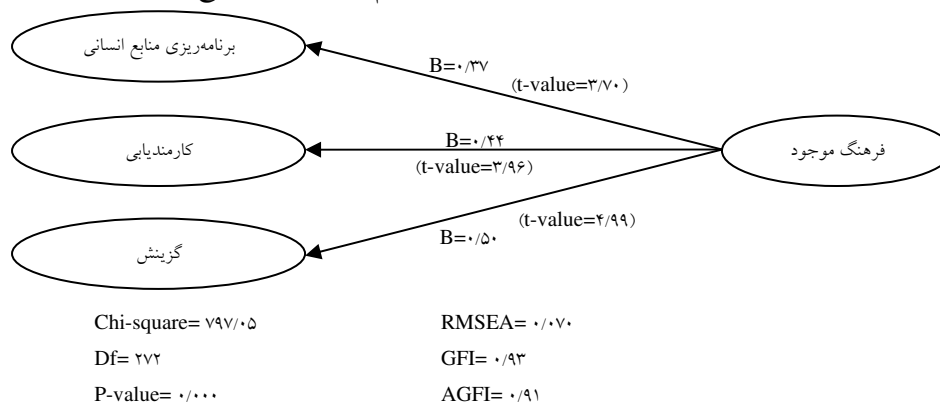 برنامه‌ریزی منابع انسانی
B=۰/۳۷
(t-value=۳/۷۰)
کارمندیابی
B=۰/۴۴
(t-value=۳/۹۶)
فرهنگ موجود
گزینش
(t-value=۴/۹۹)
B=۰/۵۰
Chi-square= ۷۹۷/۰۵
RMSEA= ۰/۰۷۰
Df= ۲۷۲
GFI= ۰/۹۳
P-value= ۰/۰۰۰
AGFI= ۰/۹۱